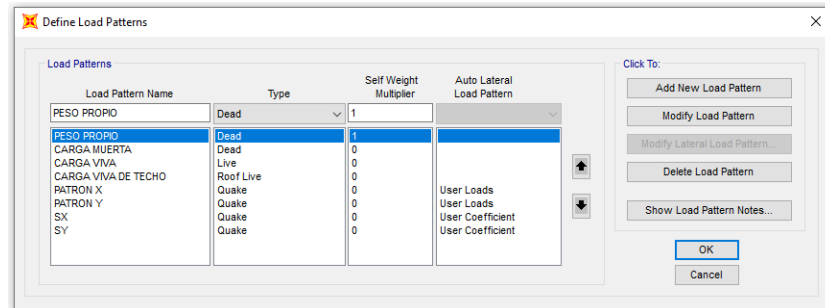 Define Load Patterns
Load Patterns
Click To:
Load Pattern Name Type Self Weight Multiplier Auto Lateral Load Pattern
PESO PROPIO Dead 1
PESO PROPIO Dead 1
CARGA MUERTA Dead 0
CARGA VIVA Live 0
CARGA VIVA DE TECHO Roof Live 0
PATRON X Quake 0 User Loads
PATRON Y Quake 0 User Loads
SX Quake 0 User Coefficient
SY Quake 0 User Coefficient
Add New Load Pattern
Modify Load Pattern
Modify Lateral Load Pattern...
Delete Load Pattern
Show Load Pattern Notes...
OK
Cancel